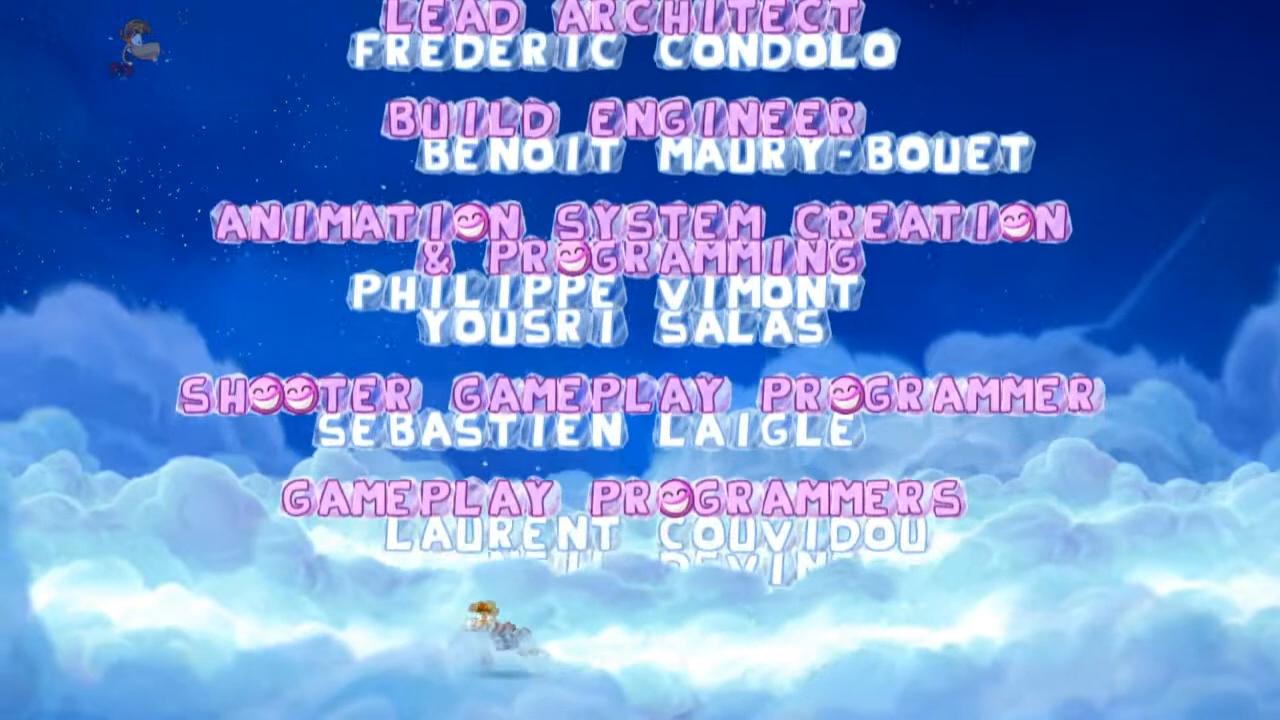 LEAD ARCHITECT
FREDERIC CONDOLO
BUILD ENGINEER
BENOIT MAURY-BOUET
ANIMATION SYSTEM CREATION
& PROGRAMMING
PHILIPPE VIMONT
YOUSRI SALAS
SHOOTER GAMEPLAY PROGRAMMER
SEBASTIEN LAIGLE
GAMEPLAY PROGRAMMERS
LAURENT COUVIDOU